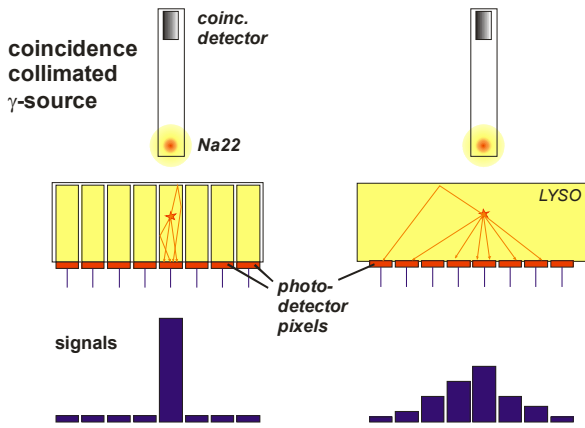 coinc.
detector
coincidence
collimated
γ-source
Na22
LYSO
photo-
detector
pixels
signals